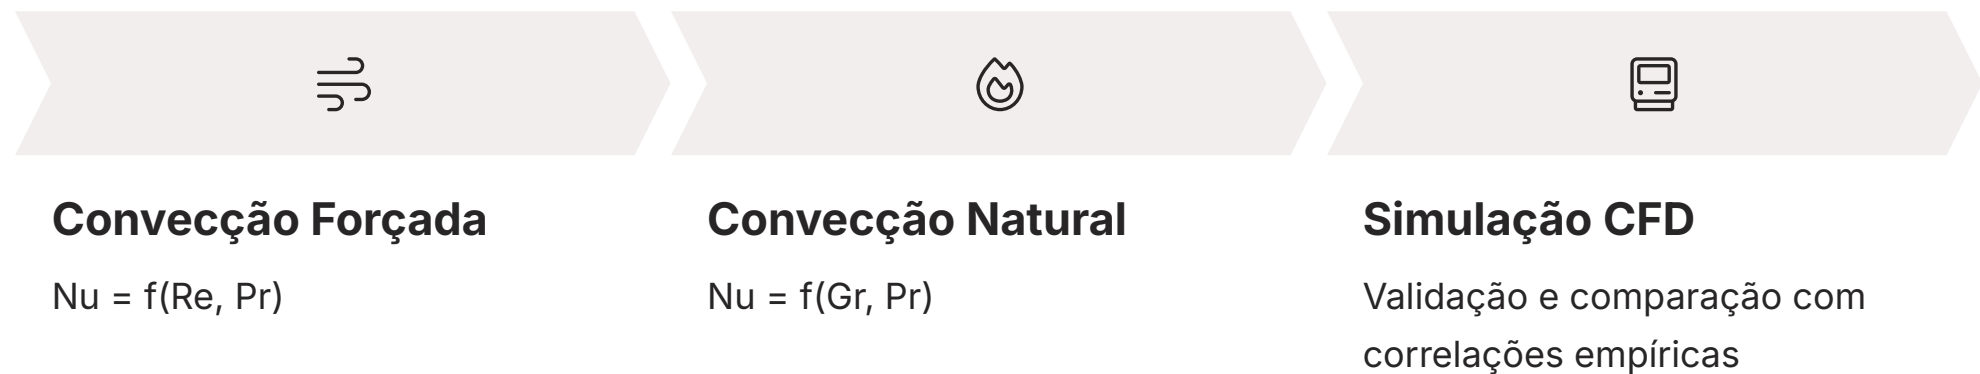 Convecção Forçada
Nu = f(Re, Pr)
Convecção Natural
Nu = f(Gr, Pr)
Simulação CFD
Validação e comparação com
correlações empíricas